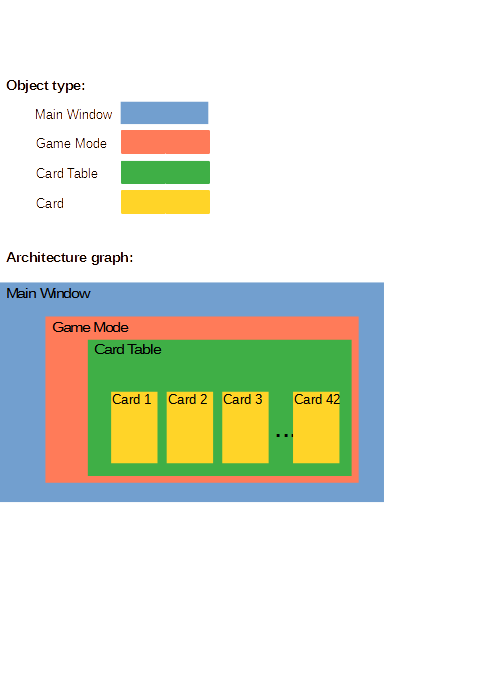 Object type:
Main Window
Game Mode
Card Table
Card
Architecture graph:
Main Window
Game Mode
Card Table
Card 1 Card 2 Card 3 ... Card 42